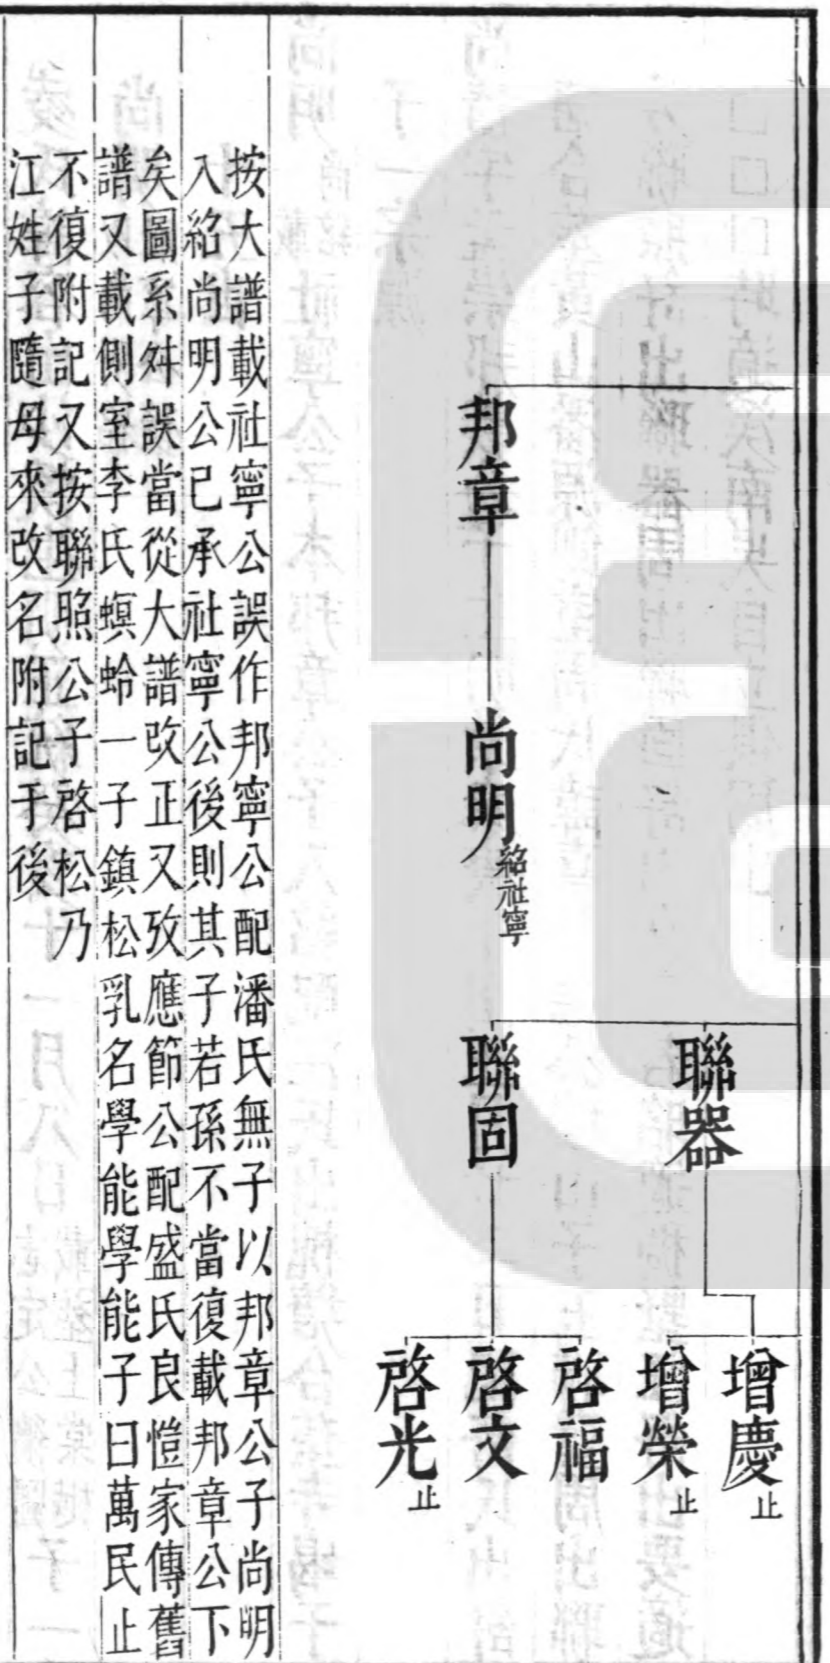 邦章
尚明
紹社寧
聯器
聯固
增慶止
增榮止
啓福
啓文
啓光止
按大譜載社寧公誤作邦寧公配潘氏無子以邦章公子尚明
入紹尚明公已承社寧公後則其子若孫不當復載邦章公下
矣圖系舛誤當從大譜改正又攷應節公配盛氏良愷家傳舊
譜又載側室李氏螟蛉一子鎮松乳名學能學能子曰萬民止
不復附記又按聯照公子啓松乃
江姓子隨母來改名附記于後